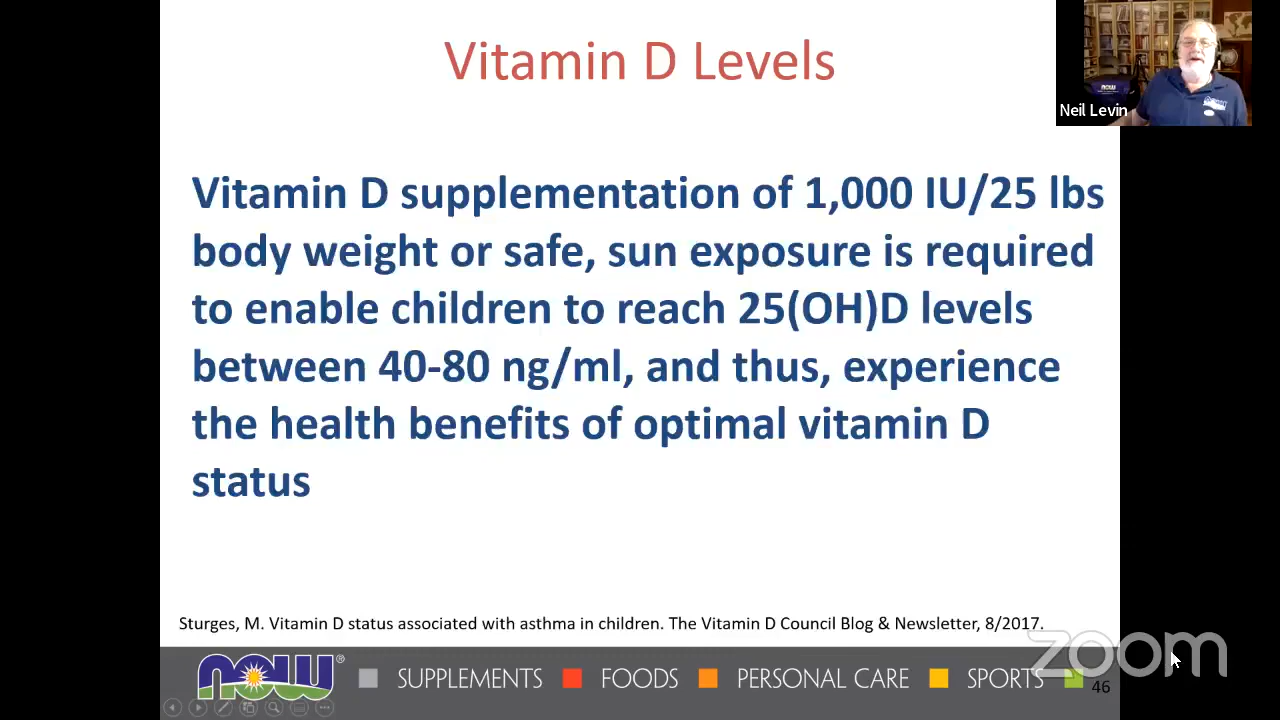 Vitamin D Levels
Neil Levin
Vitamin D supplementation of 1,000 IU/25 lbs
body weight or safe, sun exposure is required
to enable children to reach 25(OH)D levels
between 40-80 ng/ml, and thus, experience
the health benefits of optimal vitamin D
status
Sturges, M. Vitamin D status associated with asthma in children. The Vitamin D Council Blog & Newsletter, 8/2017.
NOW® SUPPLEMENTS FOODS PERSONAL CARE SPORTS 46
zoom